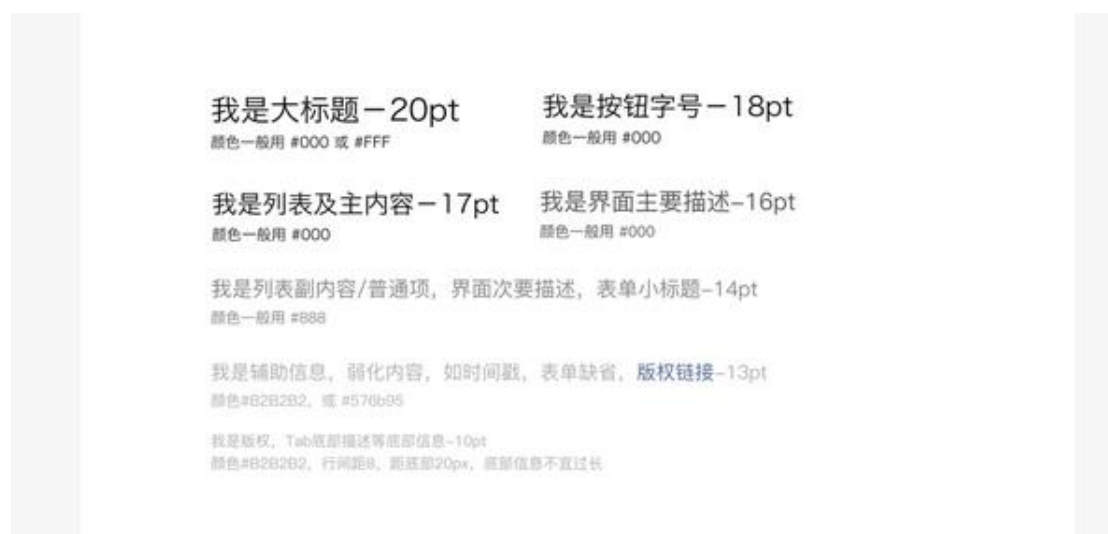 我是大标题－20pt
颜色一般用 #000 或 #FFF
我是按钮字号－18pt
颜色一般用 #000
我是列表及主内容－17pt
颜色一般用 #000
我是界面主要描述–16pt
颜色一般用 #000
我是列表副内容/普通项，界面次要描述，表单小标题–14pt
颜色一般用 #888
我是辅助信息，弱化内容，如时间戳，表单缺省，版权链接–13pt
颜色#B2B2B2，或 #576b95
我是版权，Tab底部描述等底部信息–10pt
颜色#B2B2B2，行间距8，距底部20px，底部信息不宜过长